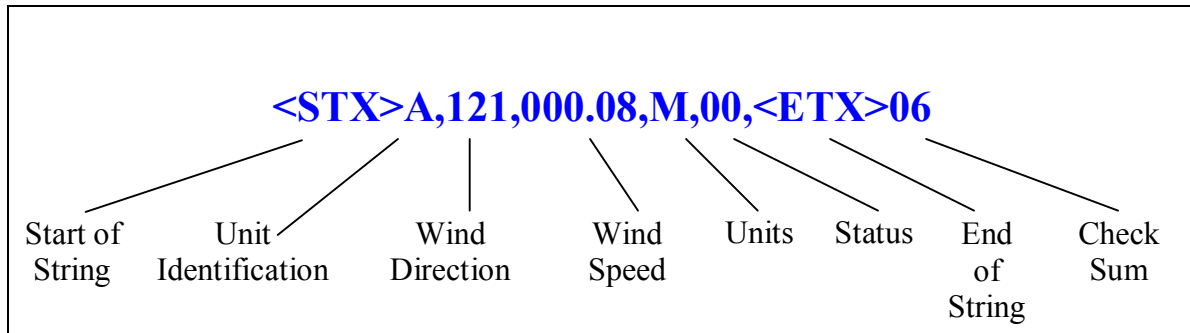 <STX>A,121,000.08,M,00,<ETX>06
Start of String
Unit Identification
Wind Direction
Wind Speed
Units
Status
End of String
Check Sum